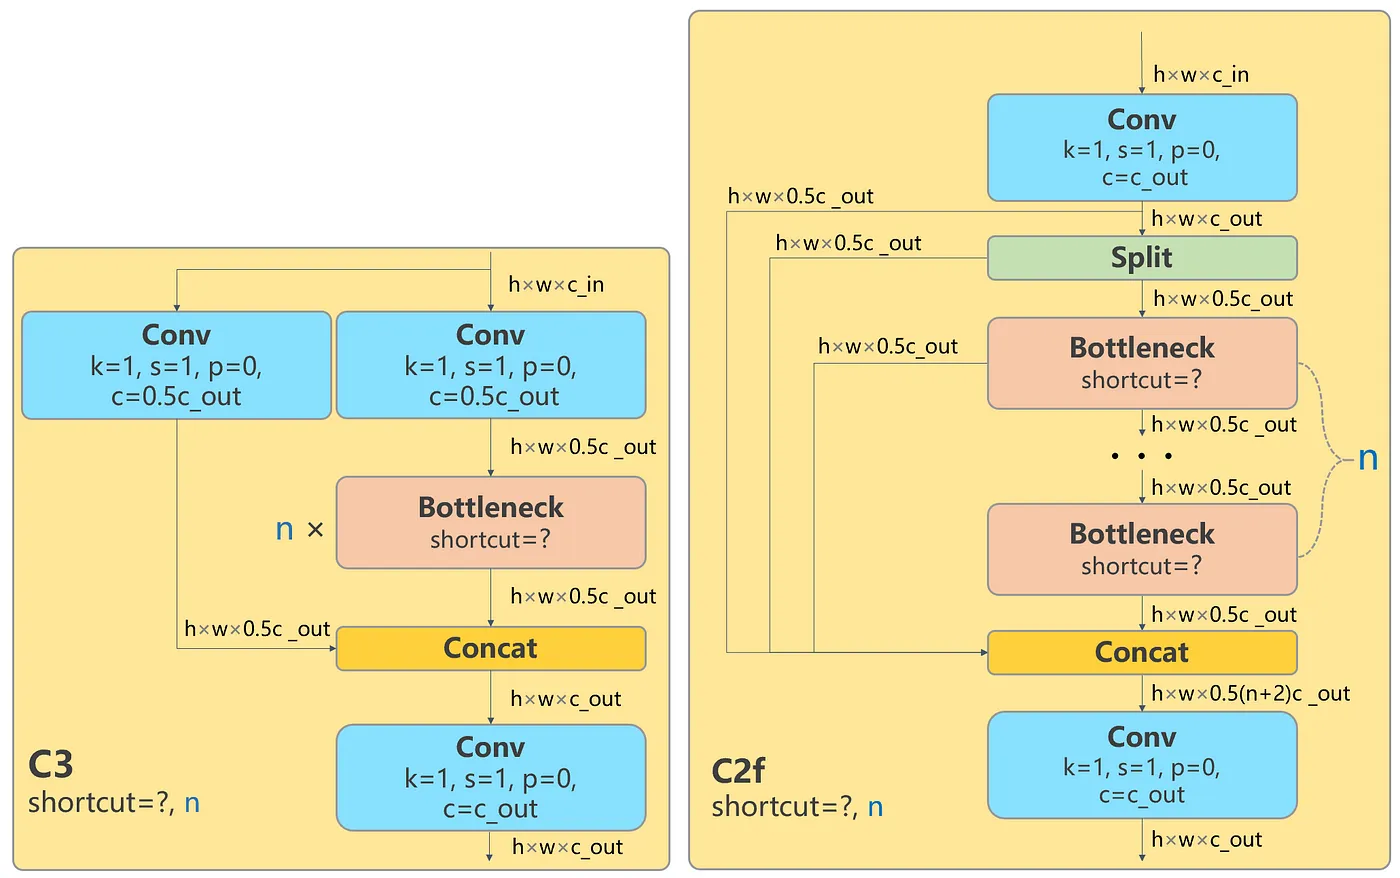 h×w×c_in
Conv
k=1, s=1, p=0,
c=0.5c_out
Conv
k=1, s=1, p=0,
c=0.5c_out
h×w×0.5c _out
n ×
Bottleneck
shortcut=?
h×w×0.5c _out
h×w×0.5c _out
Concat
h×w×c_out
Conv
k=1, s=1, p=0,
c=c_out
h×w×c_out
C3
shortcut=?, n
h×w×c_in
Conv
k=1, s=1, p=0,
c=c_out
h×w×0.5c _out
h×w×c_out
h×w×0.5c _out
Split
h×w×0.5c_out
h×w×0.5c_out
Bottleneck
shortcut=?
h×w×0.5c _out
. . .
n
h×w×0.5c_out
Bottleneck
shortcut=?
h×w×0.5c _out
Concat
h×w×0.5(n+2)c _out
Conv
k=1, s=1, p=0,
c=c_out
h×w×c_out
C2f
shortcut=?, n